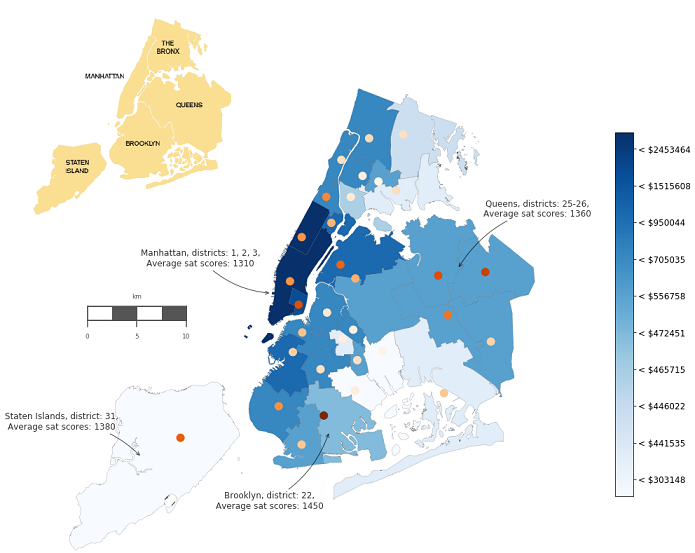 THE
BRONX
MANHATTAN
QUEENS
BROOKLYN
STATEN
ISLAND
Queens, districts: 25-26,
Average sat scores: 1360
Manhattan, districts: 1, 2, 3,
Average sat scores: 1310
km
0
5
10
Staten Islands, district: 31,
Average sat scores: 1380
Brooklyn, district: 22,
Average sat scores: 1450
< $2453464
< $1515608
< $950044
< $705035
< $556758
< $472451
< $465715
< $446022
< $441535
< $303148